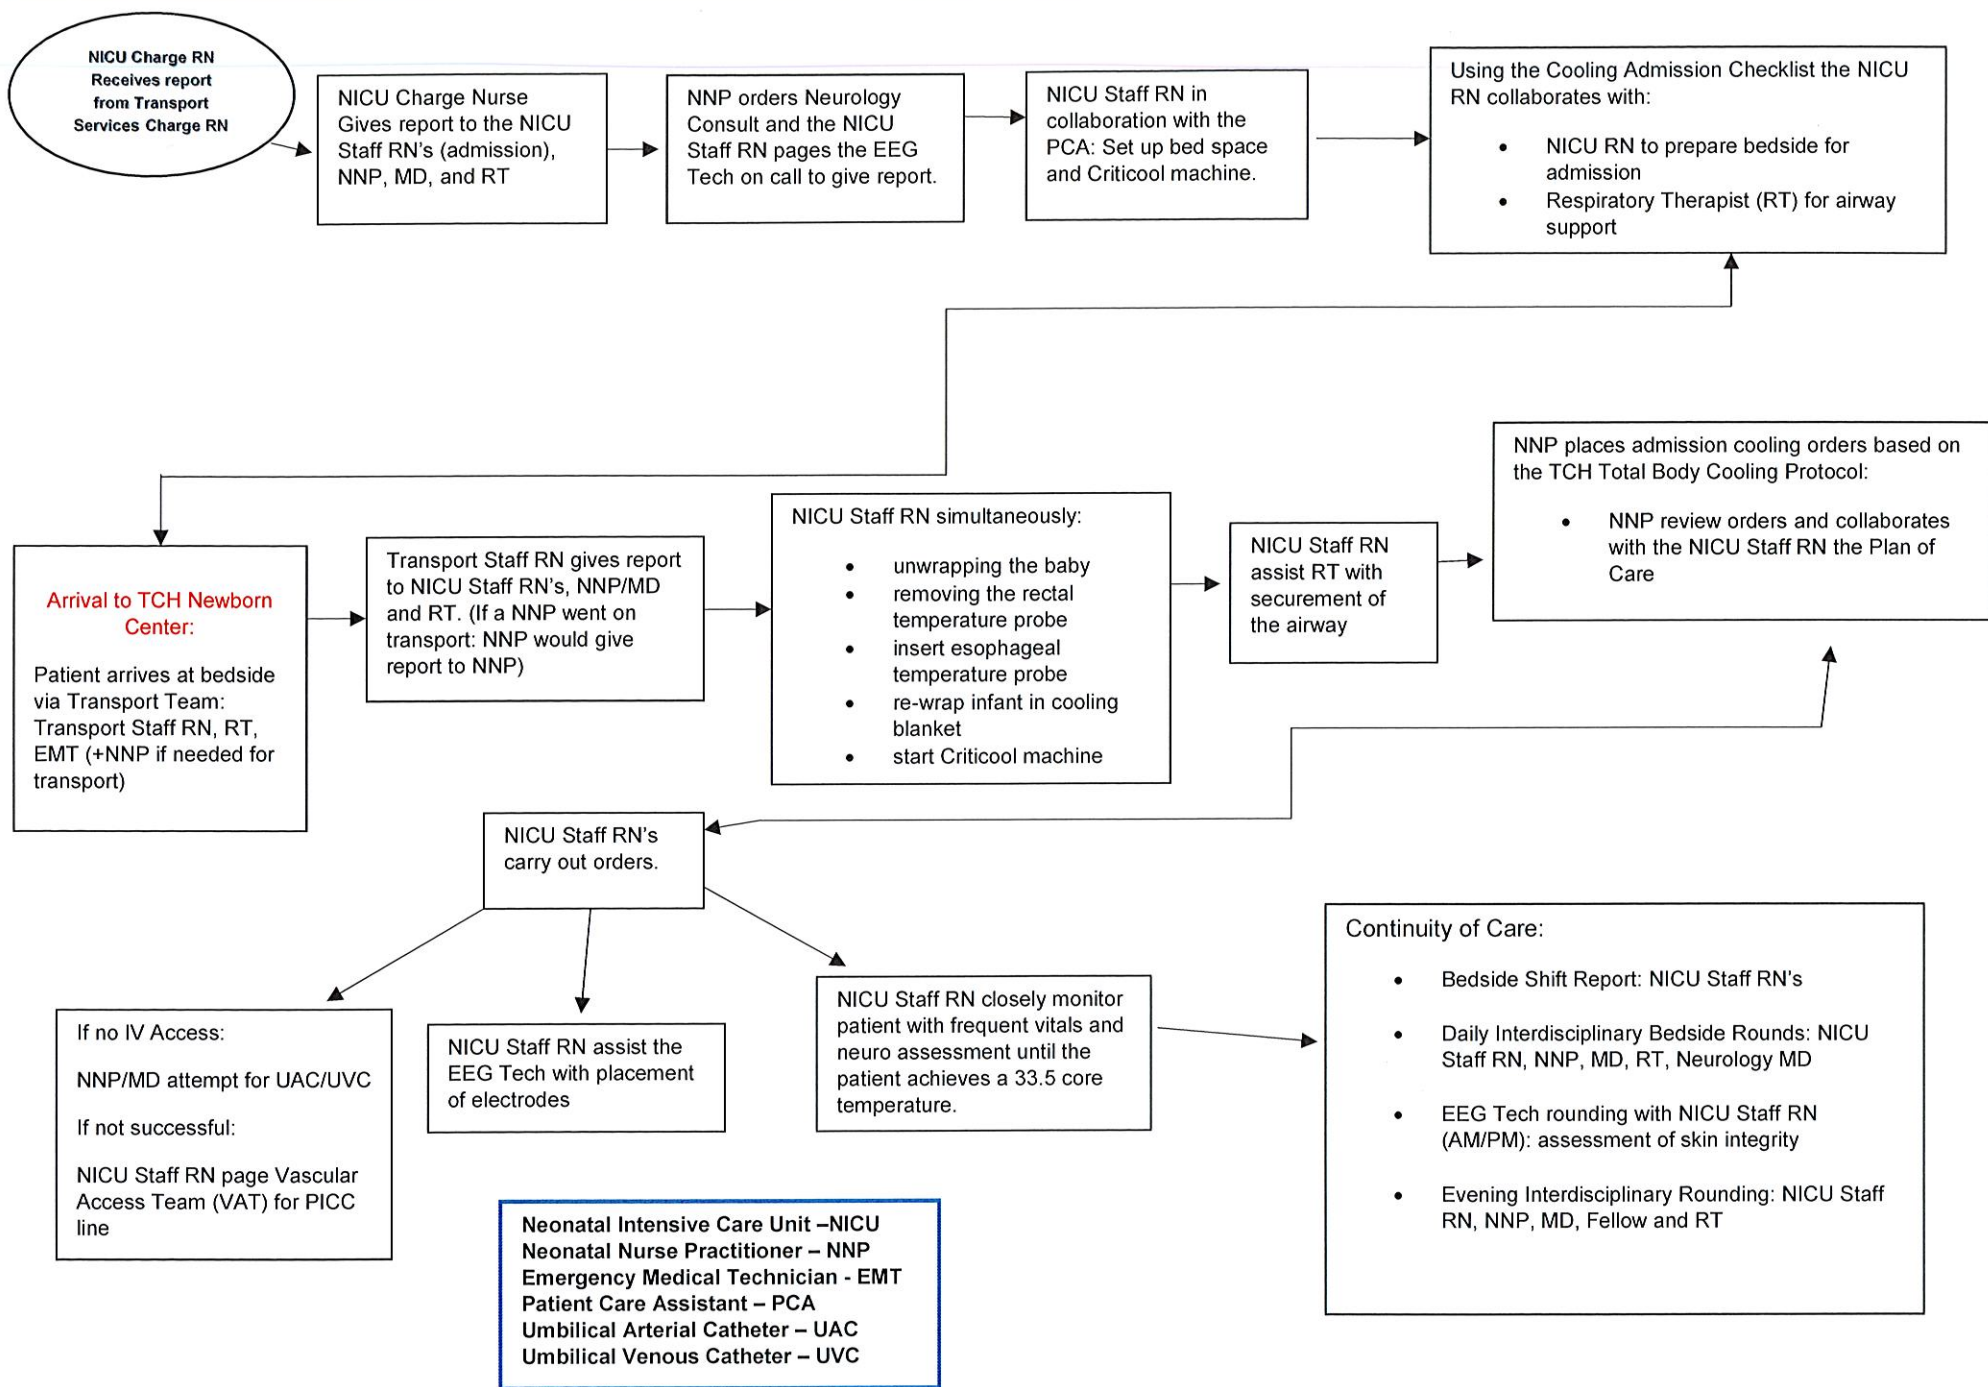 NICU Charge RN
Receives report
from Transport
Services Charge RN
NICU Charge Nurse
Gives report to the NICU
Staff RN's (admission),
NNP, MD, and RT
NNP orders Neurology
Consult and the NICU
Staff RN pages the EEG
Tech on call to give report.
NICU Staff RN in
collaboration with the
PCA: Set up bed space
and Criticool machine.
Using the Cooling Admission Checklist the NICU
RN collaborates with:
• NICU RN to prepare bedside for
admission
• Respiratory Therapist (RT) for airway
support
Arrival to TCH Newborn
Center:
Patient arrives at bedside
via Transport Team:
Transport Staff RN, RT,
EMT (+NNP if needed for
transport)
Transport Staff RN gives report
to NICU Staff RN's, NNP/MD
and RT. (If a NNP went on
transport: NNP would give
report to NNP)
NICU Staff RN simultaneously:
• unwrapping the baby
• removing the rectal
temperature probe
• insert esophageal
temperature probe
• re-wrap infant in cooling
blanket
• start Criticool machine
NICU Staff RN
assist RT with
securement of
the airway
NNP places admission cooling orders based on
the TCH Total Body Cooling Protocol:
• NNP review orders and collaborates
with the NICU Staff RN the Plan of
Care
NICU Staff RN's
carry out orders.
If no IV Access:
NNP/MD attempt for UAC/UVC
If not successful:
NICU Staff RN page Vascular
Access Team (VAT) for PICC
line
NICU Staff RN assist the
EEG Tech with placement
of electrodes
NICU Staff RN closely monitor
patient with frequent vitals and
neuro assessment until the
patient achieves a 33.5 core
temperature.
Continuity of Care:
• Bedside Shift Report: NICU Staff RN's
• Daily Interdisciplinary Bedside Rounds: NICU
Staff RN, NNP, MD, RT, Neurology MD
• EEG Tech rounding with NICU Staff RN
(AM/PM): assessment of skin integrity
• Evening Interdisciplinary Rounding: NICU Staff
RN, NNP, MD, Fellow and RT
Neonatal Intensive Care Unit –NICU
Neonatal Nurse Practitioner – NNP
Emergency Medical Technician - EMT
Patient Care Assistant – PCA
Umbilical Arterial Catheter – UAC
Umbilical Venous Catheter – UVC